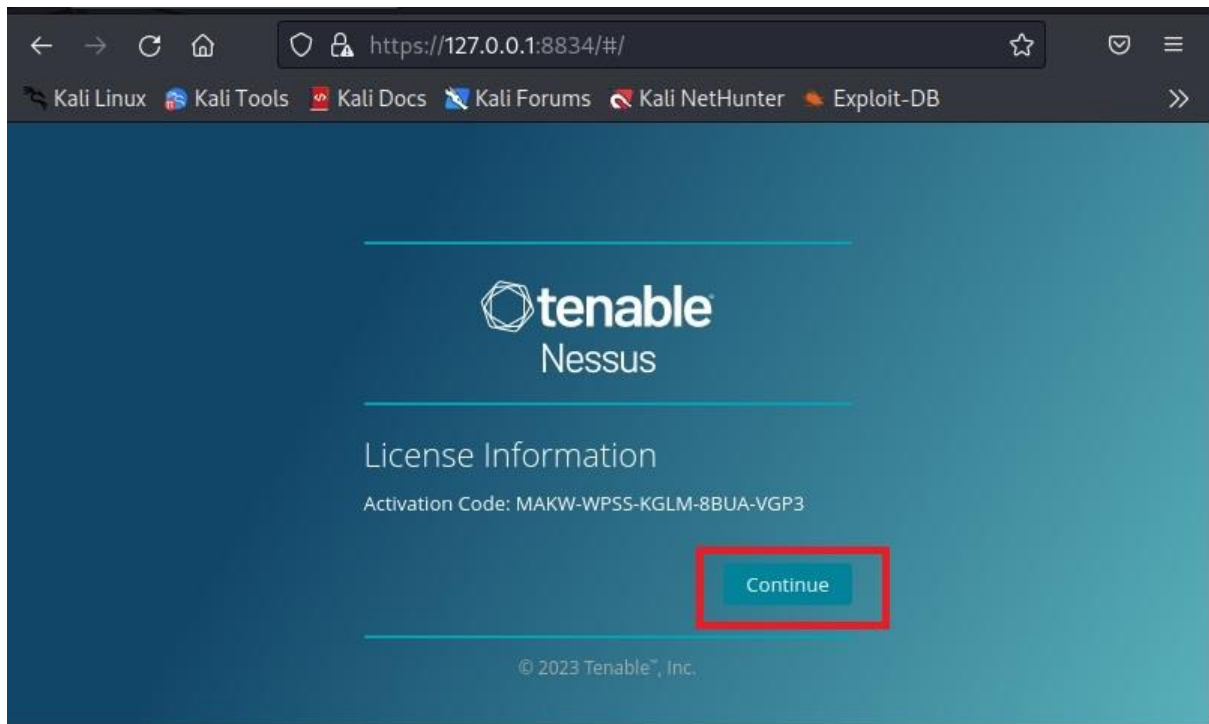 https://127.0.0.1:8834/#/
Kali Linux Kali Tools Kali Docs Kali Forums Kali NetHunter Exploit-DB
tenable
Nessus
License Information
Activation Code: MAKW-WPSS-KGLM-8BUA-VGP3
Continue
© 2023 Tenable™, Inc.